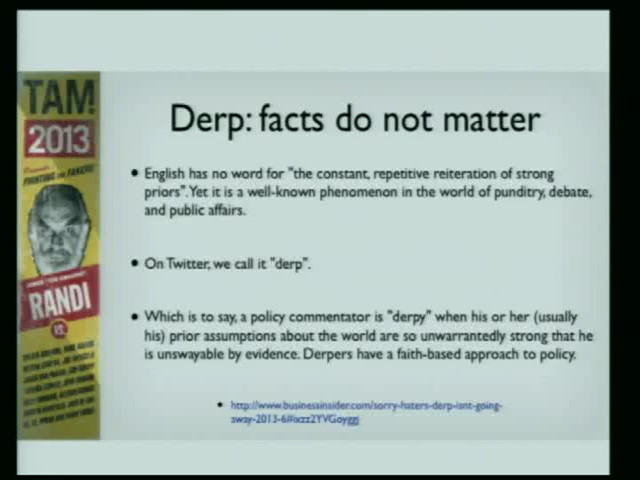 TAM!
2013
RANDI
VS.
Derp: facts do not matter
• English has no word for "the constant, repetitive reiteration of strong
priors". Yet it is a well-known phenomenon in the world of punditry, debate,
and public affairs.
• On Twitter, we call it "derp".
• Which is to say, a policy commentator is "derpy" when his or her (usually
his) prior assumptions about the world are so unwarrantedly strong that he
is unswayable by evidence. Derpers have a faith-based approach to policy.
• http://www.businessinsider.com/sorry-haters-derp-isnt-going-